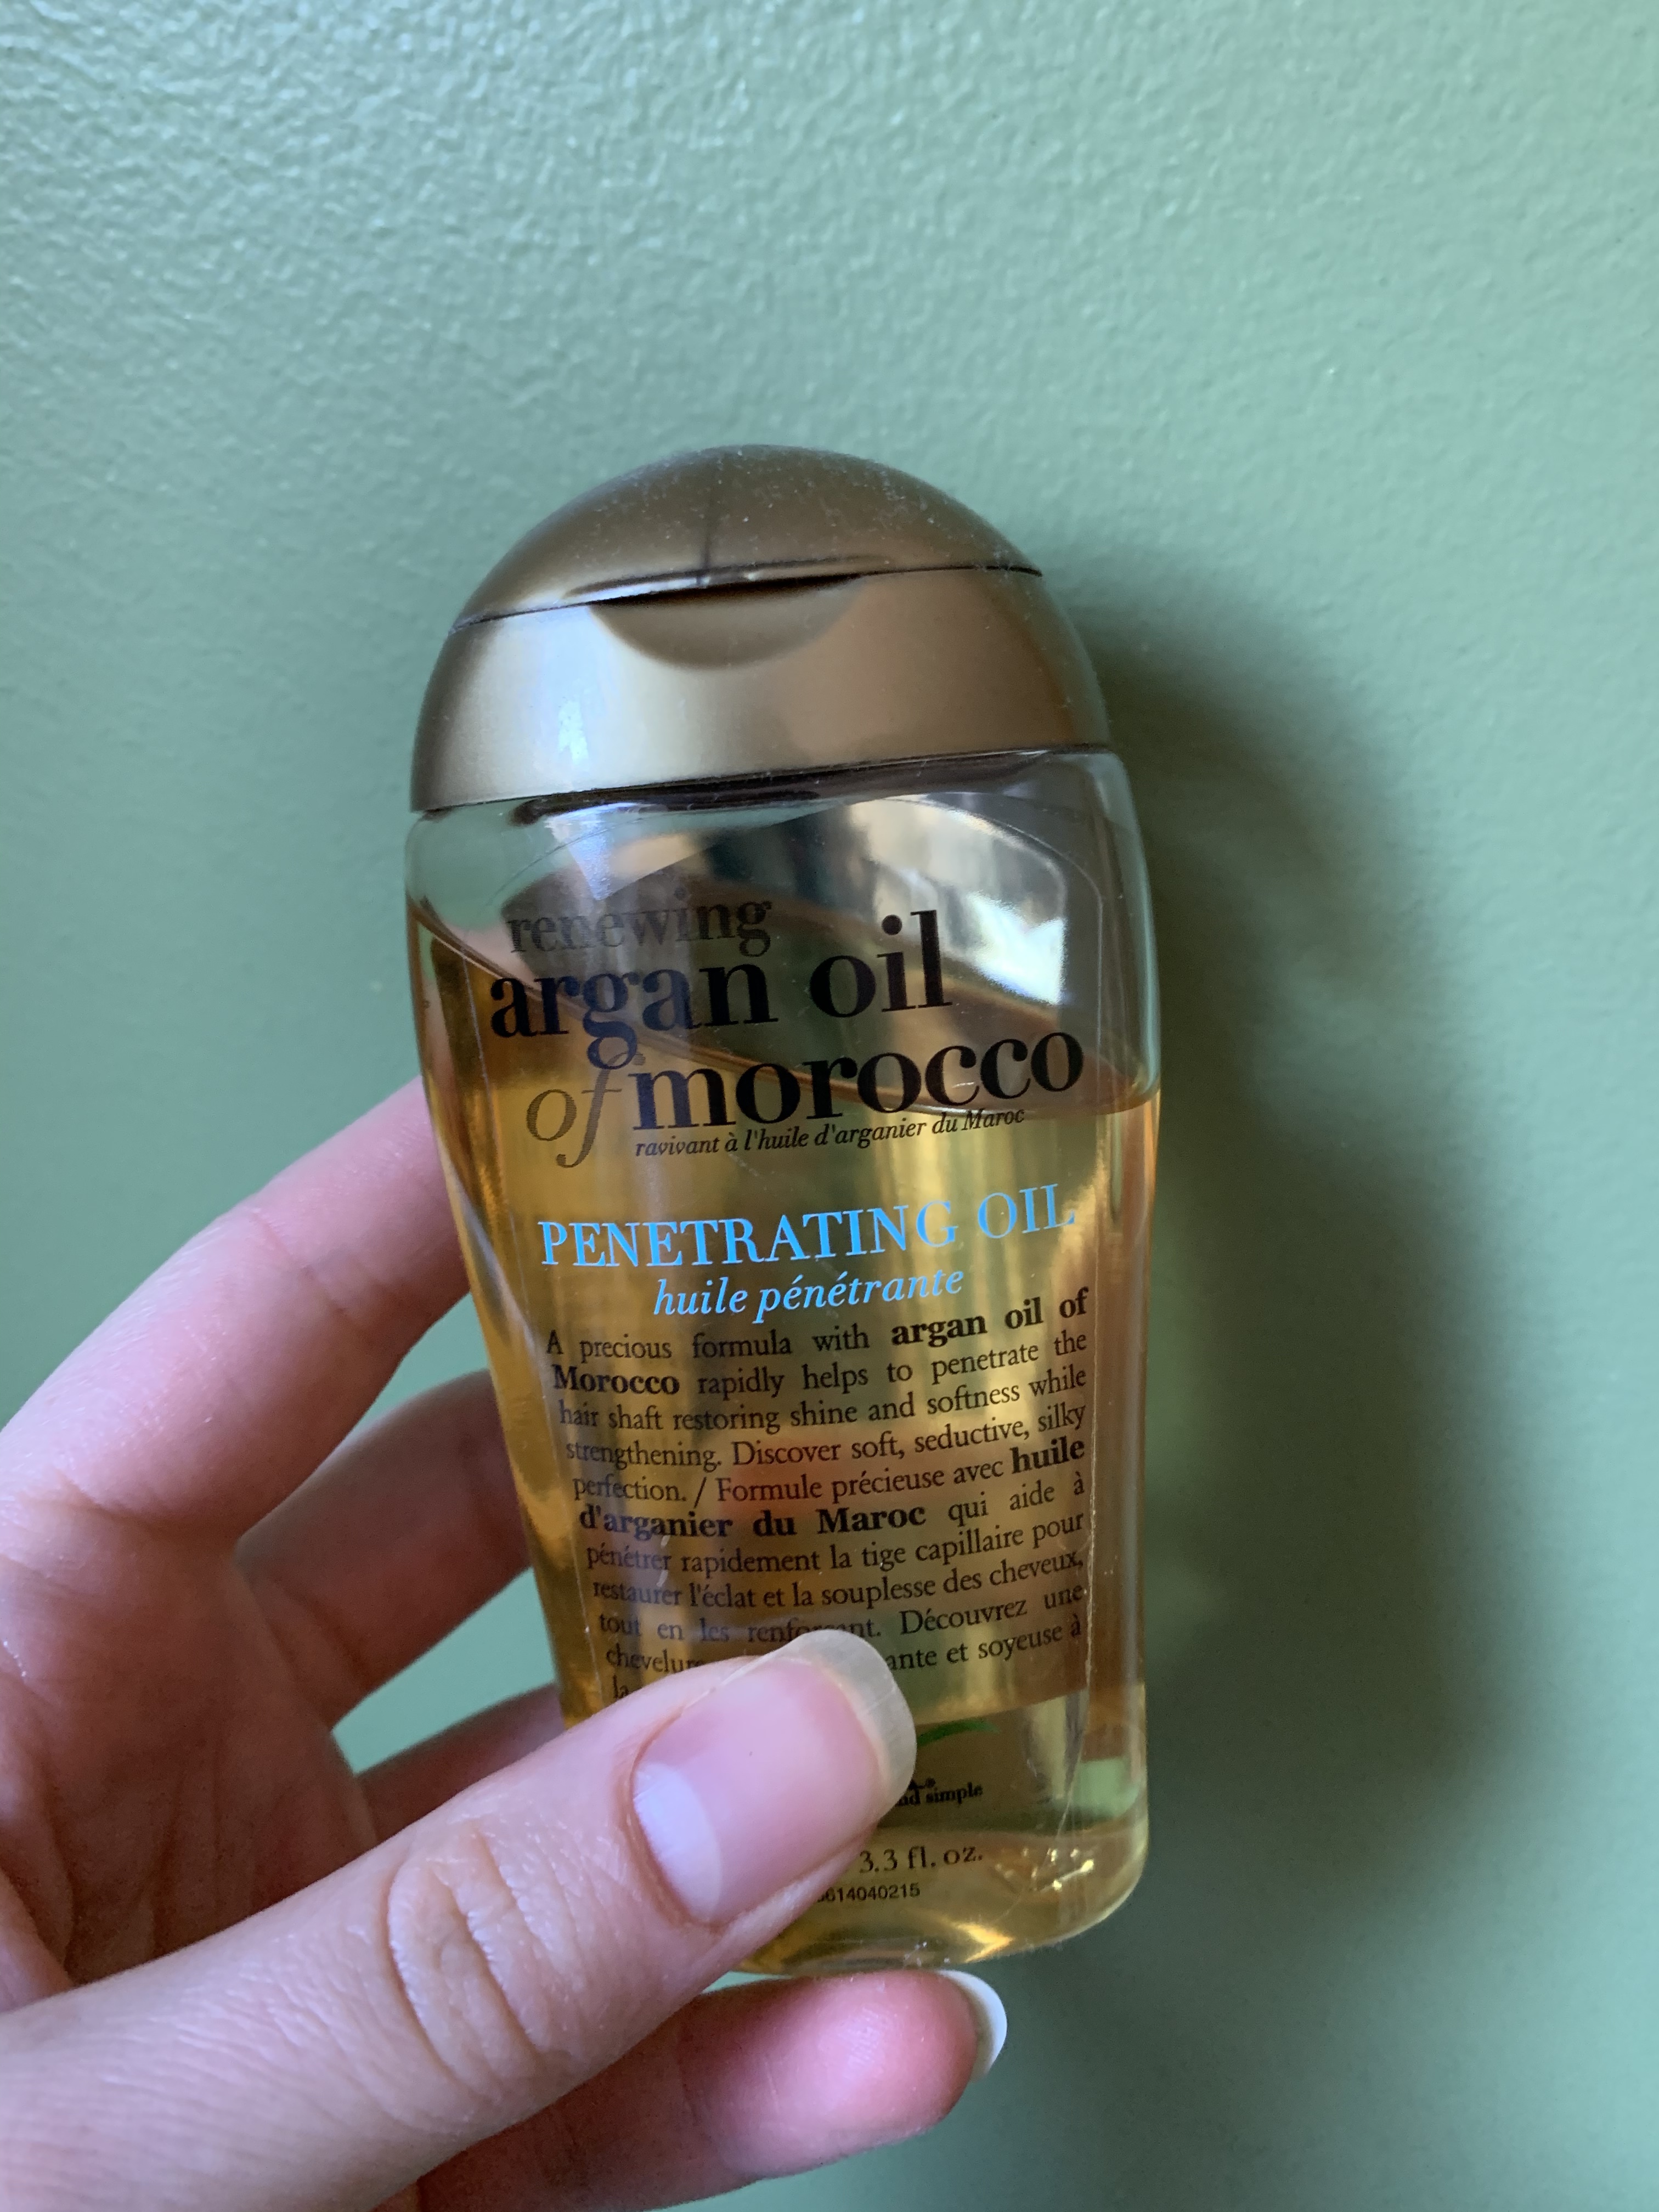 renewing
argan oil
of morocco
ravivant à l'huile d'arganier du Maroc
PENETRATING OIL
huile pénétrante
A precious formula with argan oil of
Morocco rapidly helps to penetrate the
hair shaft restoring shine and softness while
strengthening. Discover soft, seductive, silky
perfection. / Formule précieuse avec huile
d'arganier du Maroc qui aide à
pénétrer rapidement la tige capillaire pour
restaurer l'éclat et la souplesse des cheveux,
tout en les renforçant. Découvrez une
et soyeuse à
la
simple
3.3 fl. oz.
614040215